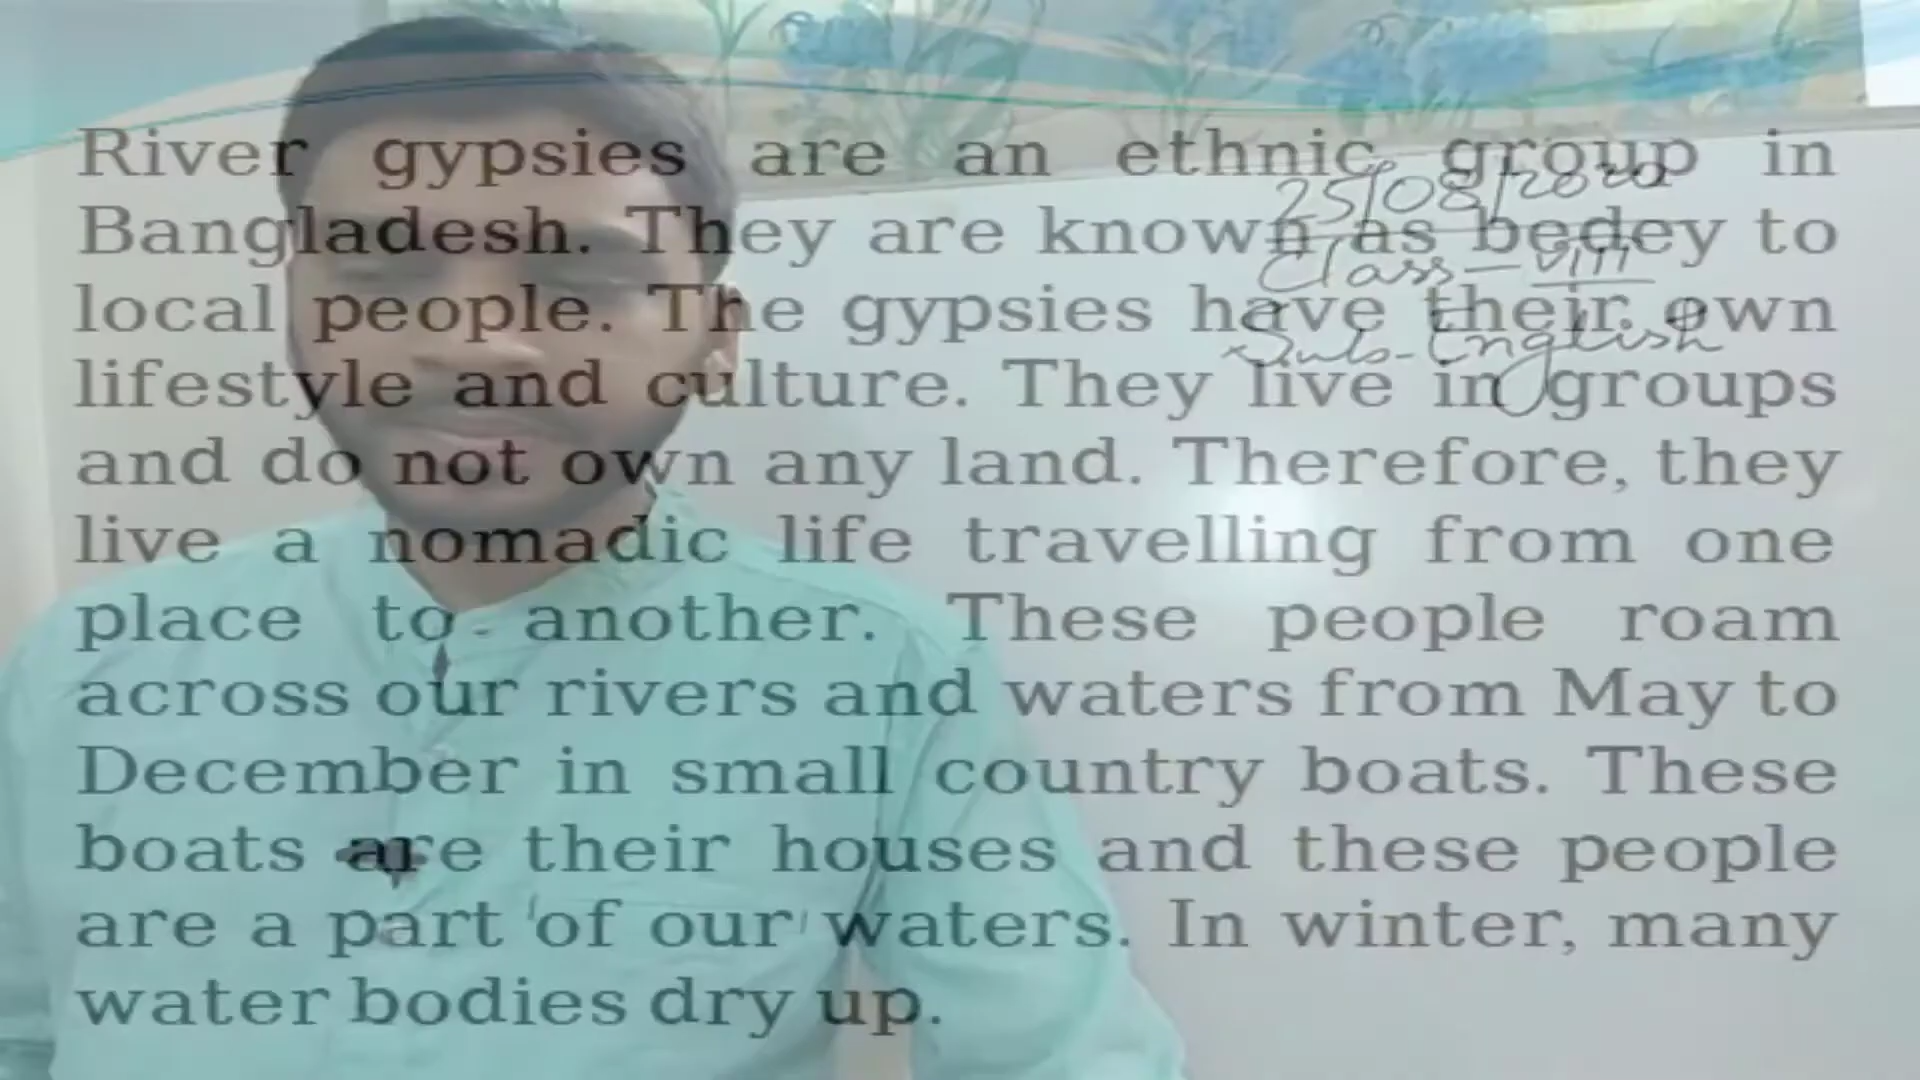 River gypsies are an ethnic group in
Bangladesh. They are known as bedey to
local people. The gypsies have their own
lifestyle and culture. They live in groups
and do not own any land. Therefore, they
live a nomadic life travelling from one
place to another. These people roam
across our rivers and waters from May to
December in small country boats. These
boats are their houses and these people
are a part of our waters. In winter, many
water bodies dry up.
25/08/2020
Class-VIII
Sub-English